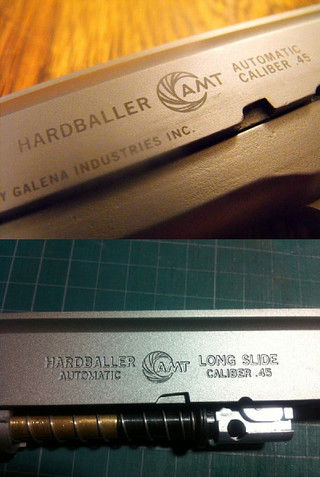 HARDBALLER AMT AUTOMATIC
CALIBER .45
Y GALENA INDUSTRIES INC.
HARDBALLER AMT LONG SLIDE
AUTOMATIC CALIBER .45